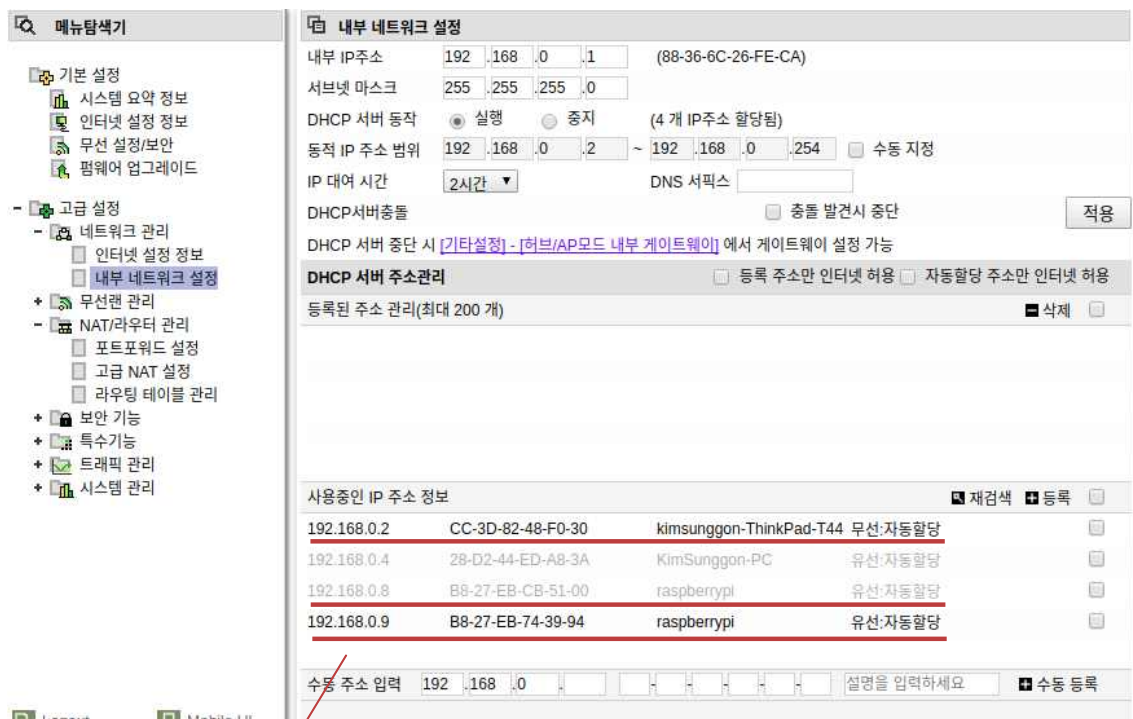 메뉴탐색기
기본 설정
시스템 요약 정보
인터넷 설정 정보
무선 설정/보안
펌웨어 업그레이드
고급 설정
네트워크 관리
인터넷 설정 정보
내부 네트워크 설정
무선랜 관리
NAT/라우터 관리
포트포워드 설정
고급 NAT 설정
라우팅 테이블 관리
보안 기능
특수기능
트래픽 관리
시스템 관리
내부 네트워크 설정
내부 IP주소 192 .168 .0 .1 (88-36-6C-26-FE-CA)
서브넷 마스크 255 .255 .255 .0
DHCP 서버 동작 실행 중지 (4 개 IP주소 할당됨)
동적 IP 주소 범위 192 .168 .0 .2 ~ 192 .168 .0 .254 수동 지정
IP 대여 시간 2시간 DNS 서픽스
DHCP서버충돌 충돌 발견시 중단 적용
DHCP 서버 중단 시 [기타설정] - [허브/AP모드 내부 게이트웨이] 에서 게이트웨이 설정 가능
DHCP 서버 주소관리 등록 주소만 인터넷 허용 자동할당 주소만 인터넷 허용
등록된 주소 관리(최대 200 개) 삭제
사용중인 IP 주소 정보 재검색 등록
192.168.0.2 CC-3D-82-48-F0-30 kimsunggon-ThinkPad-T44 무선:자동할당
192.168.0.4 28-D2-44-ED-A8-3A KimSunggon-PC 유선:자동할당
192.168.0.8 B8-27-EB-CB-51-00 raspberrypi 유선:자동할당
192.168.0.9 B8-27-EB-74-39-94 raspberrypi 유선:자동할당
수동 주소 입력 192 .168 .0 . - - - - - 설명을 입력하세요 수동 등록